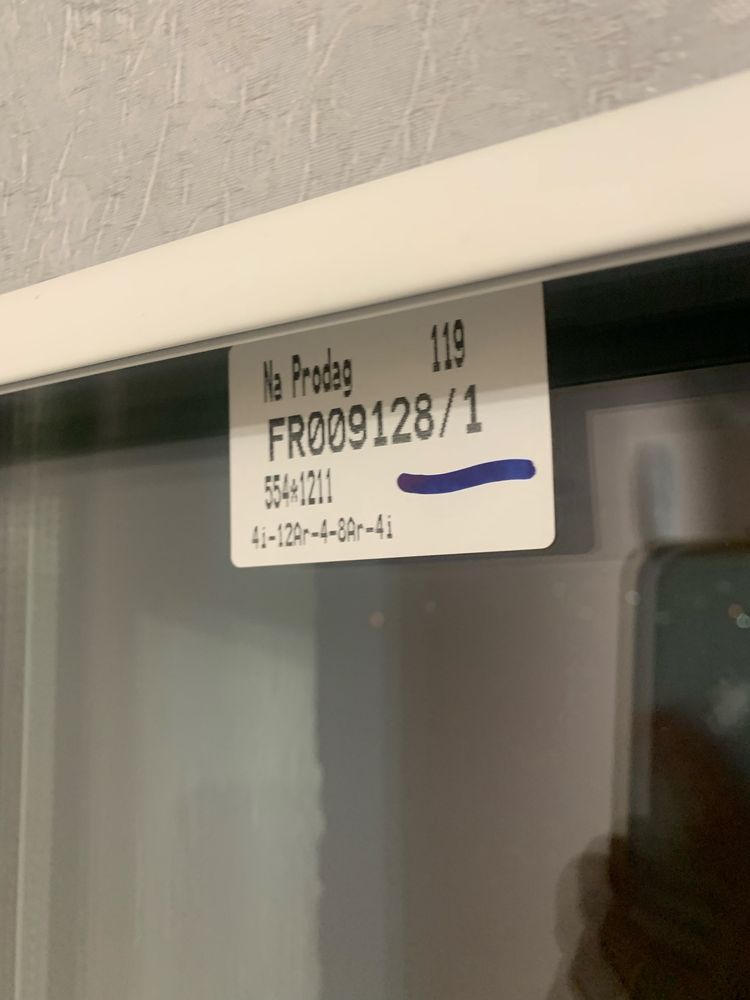 Na Prodag 119
FR009128/1
554*1211
4i-12Ar-4-8Ar-4i